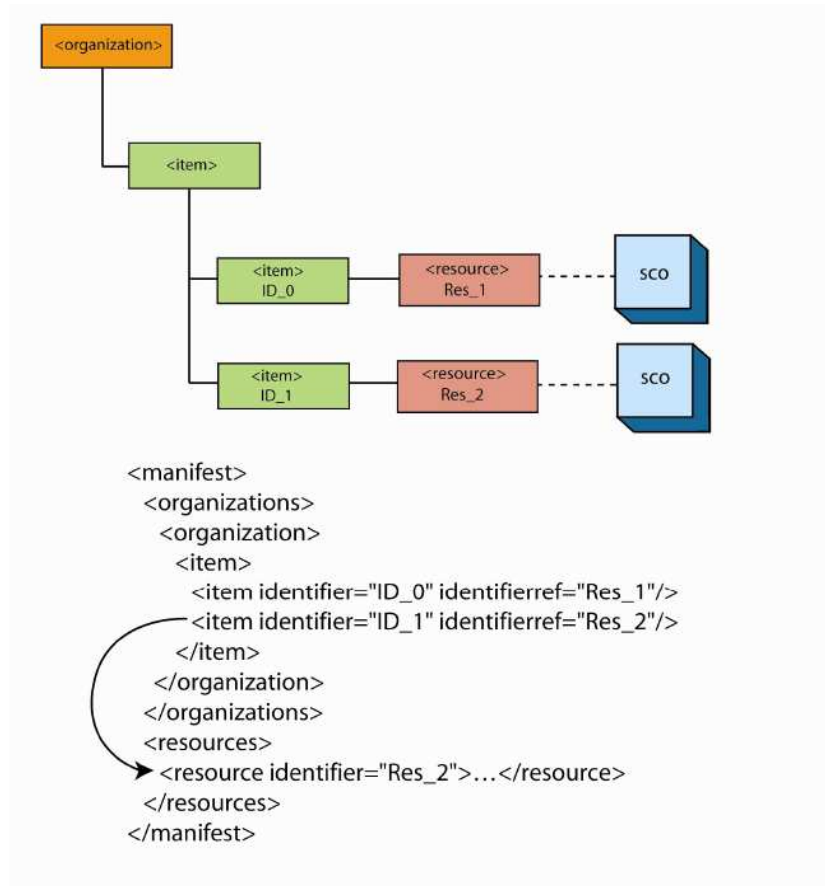 <organization>
<item>
<item>
ID_0
<resource>
Res_1
sco
<item>
ID_1
<resource>
Res_2
sco
<manifest>
<organizations>
<organization>
<item>
<item identifier="ID_0" identifierref="Res_1"/>
<item identifier="ID_1" identifierref="Res_2"/>
</item>
</organization>
</organizations>
<resources>
<resource identifier="Res_2">...</resource>
</resources>
</manifest>